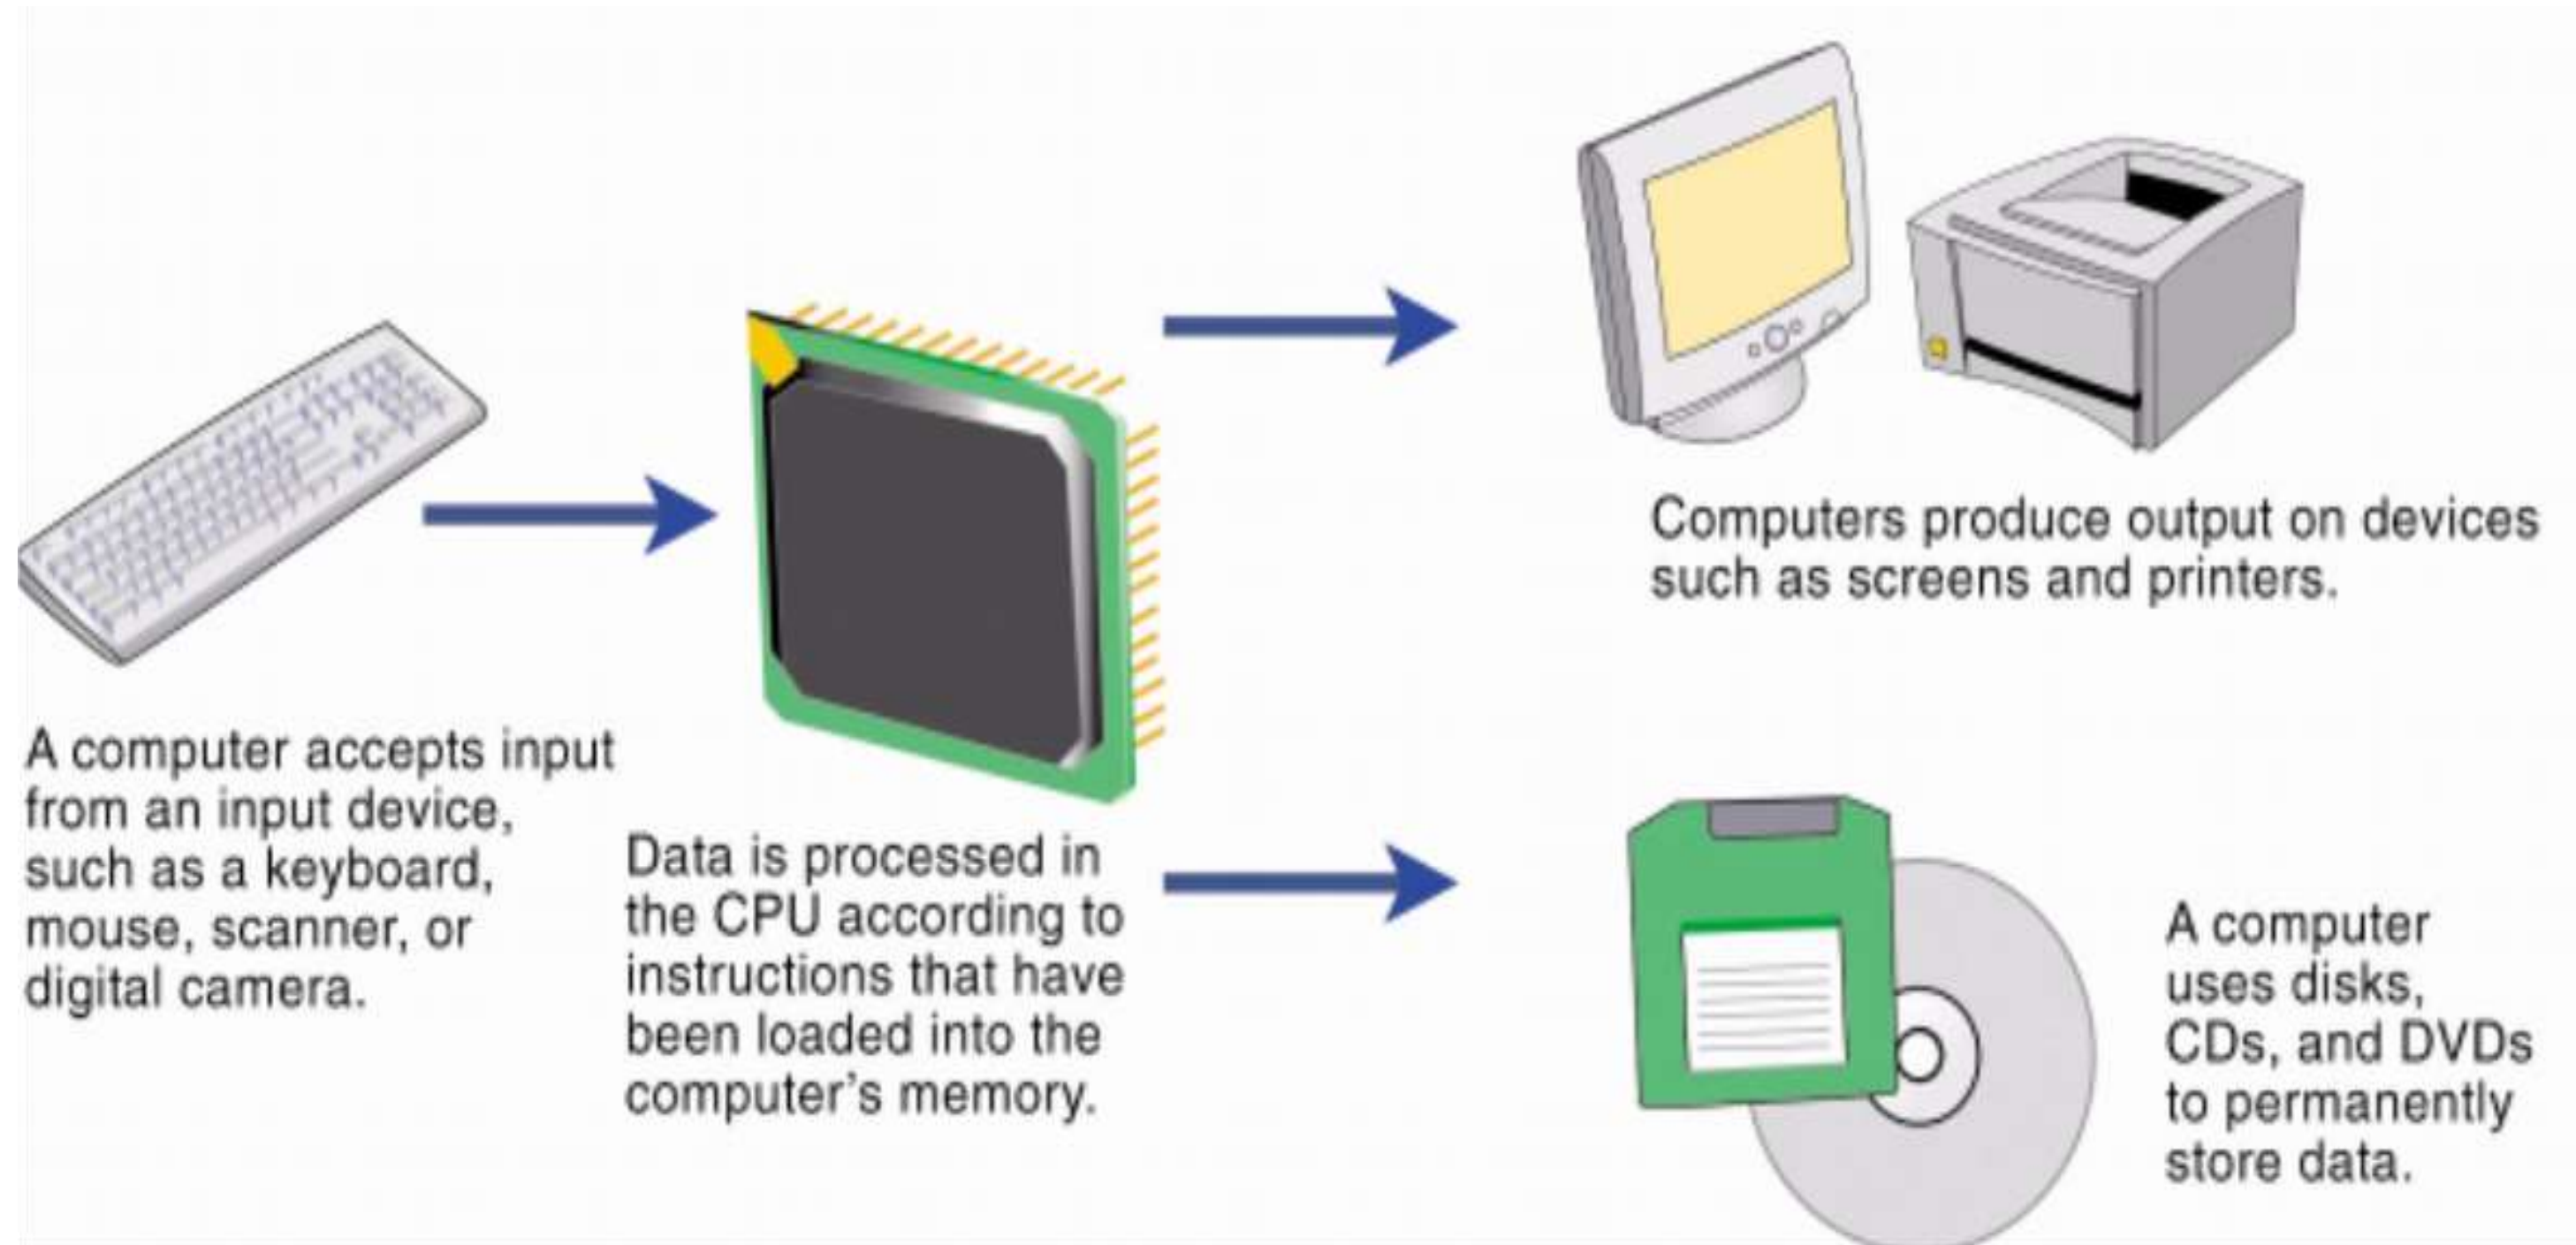 A computer accepts input
from an input device,
such as a keyboard,
mouse, scanner, or
digital camera.
Data is processed in
the CPU according to
instructions that have
been loaded into the
computer's memory.
Computers produce output on devices
such as screens and printers.
A computer
uses disks,
CDs, and DVDs
to permanently
store data.